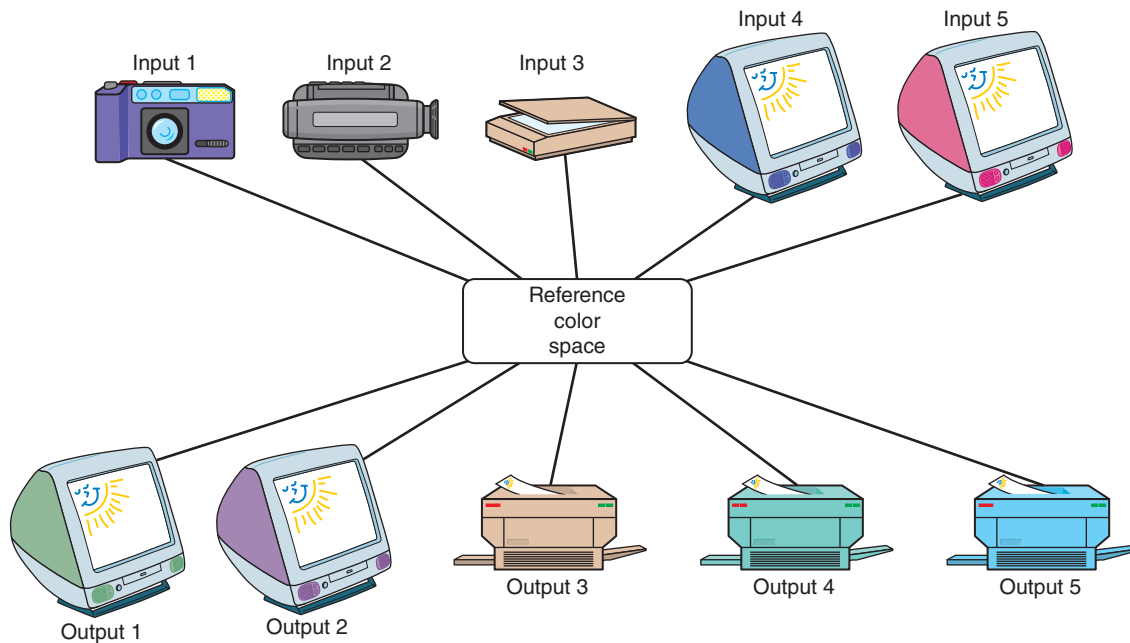 Input 1
Input 2
Input 3
Input 4
Input 5
Reference
color
space
Output 1
Output 2
Output 3
Output 4
Output 5